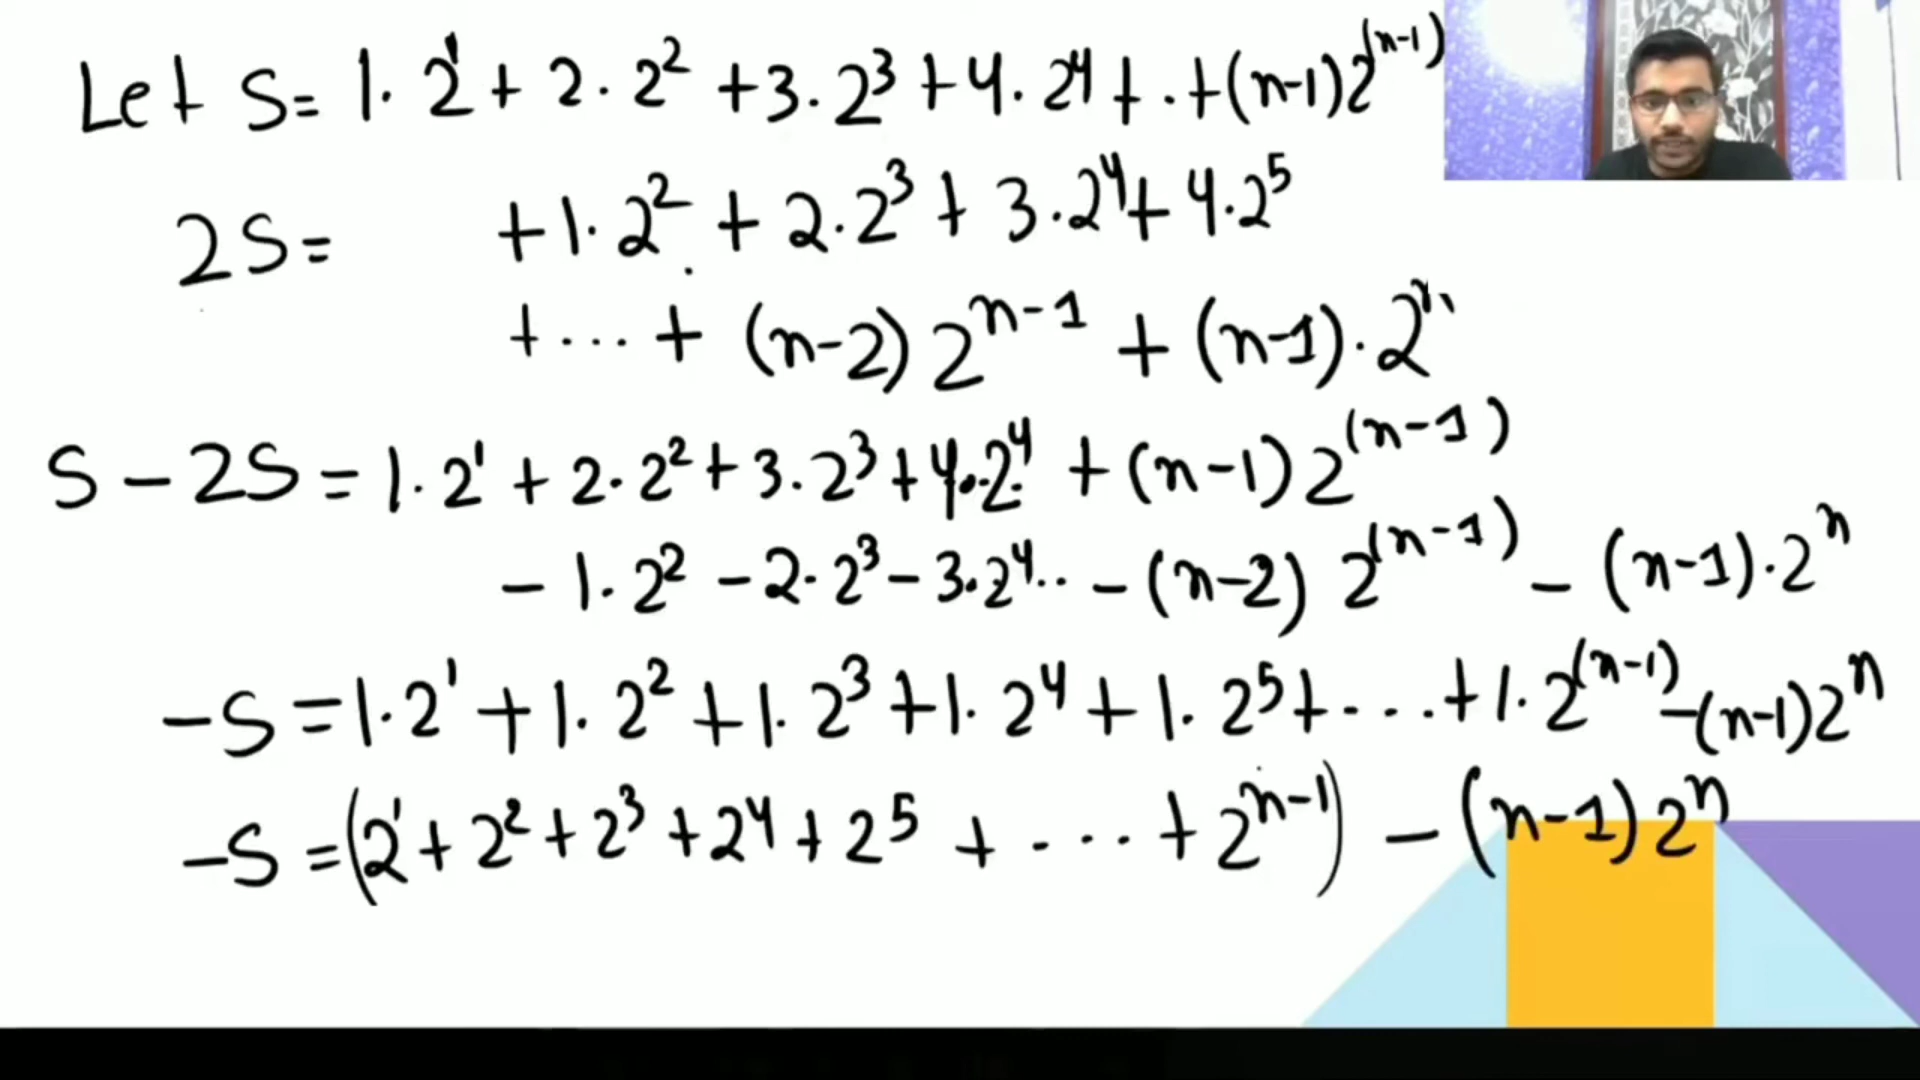 Let S = 1·2¹ + 2·2² + 3·2³ + 4·2⁴ + . + (n-1)2⁽ⁿ⁻¹⁾
2S = + 1·2² + 2·2³ + 3·2⁴ + 4·2⁵
+ ... + (n-2) 2ⁿ⁻¹ + (n-1)·2ⁿ
S - 2S = 1·2¹ + 2·2² + 3·2³ + 4·2⁴ + (n-1) 2⁽ⁿ⁻¹⁾
- 1·2² - 2·2³ - 3·2⁴.. - (n-2) 2⁽ⁿ⁻¹⁾ - (n-1)·2ⁿ
-S = 1·2¹ + 1·2² + 1·2³ + 1·2⁴ + 1·2⁵ + ... + 1·2⁽ⁿ⁻¹⁾ - (n-1)2ⁿ
-S = (2¹ + 2² + 2³ + 2⁴ + 2⁵ + ... + 2ⁿ⁻¹) - (n-1)2ⁿ